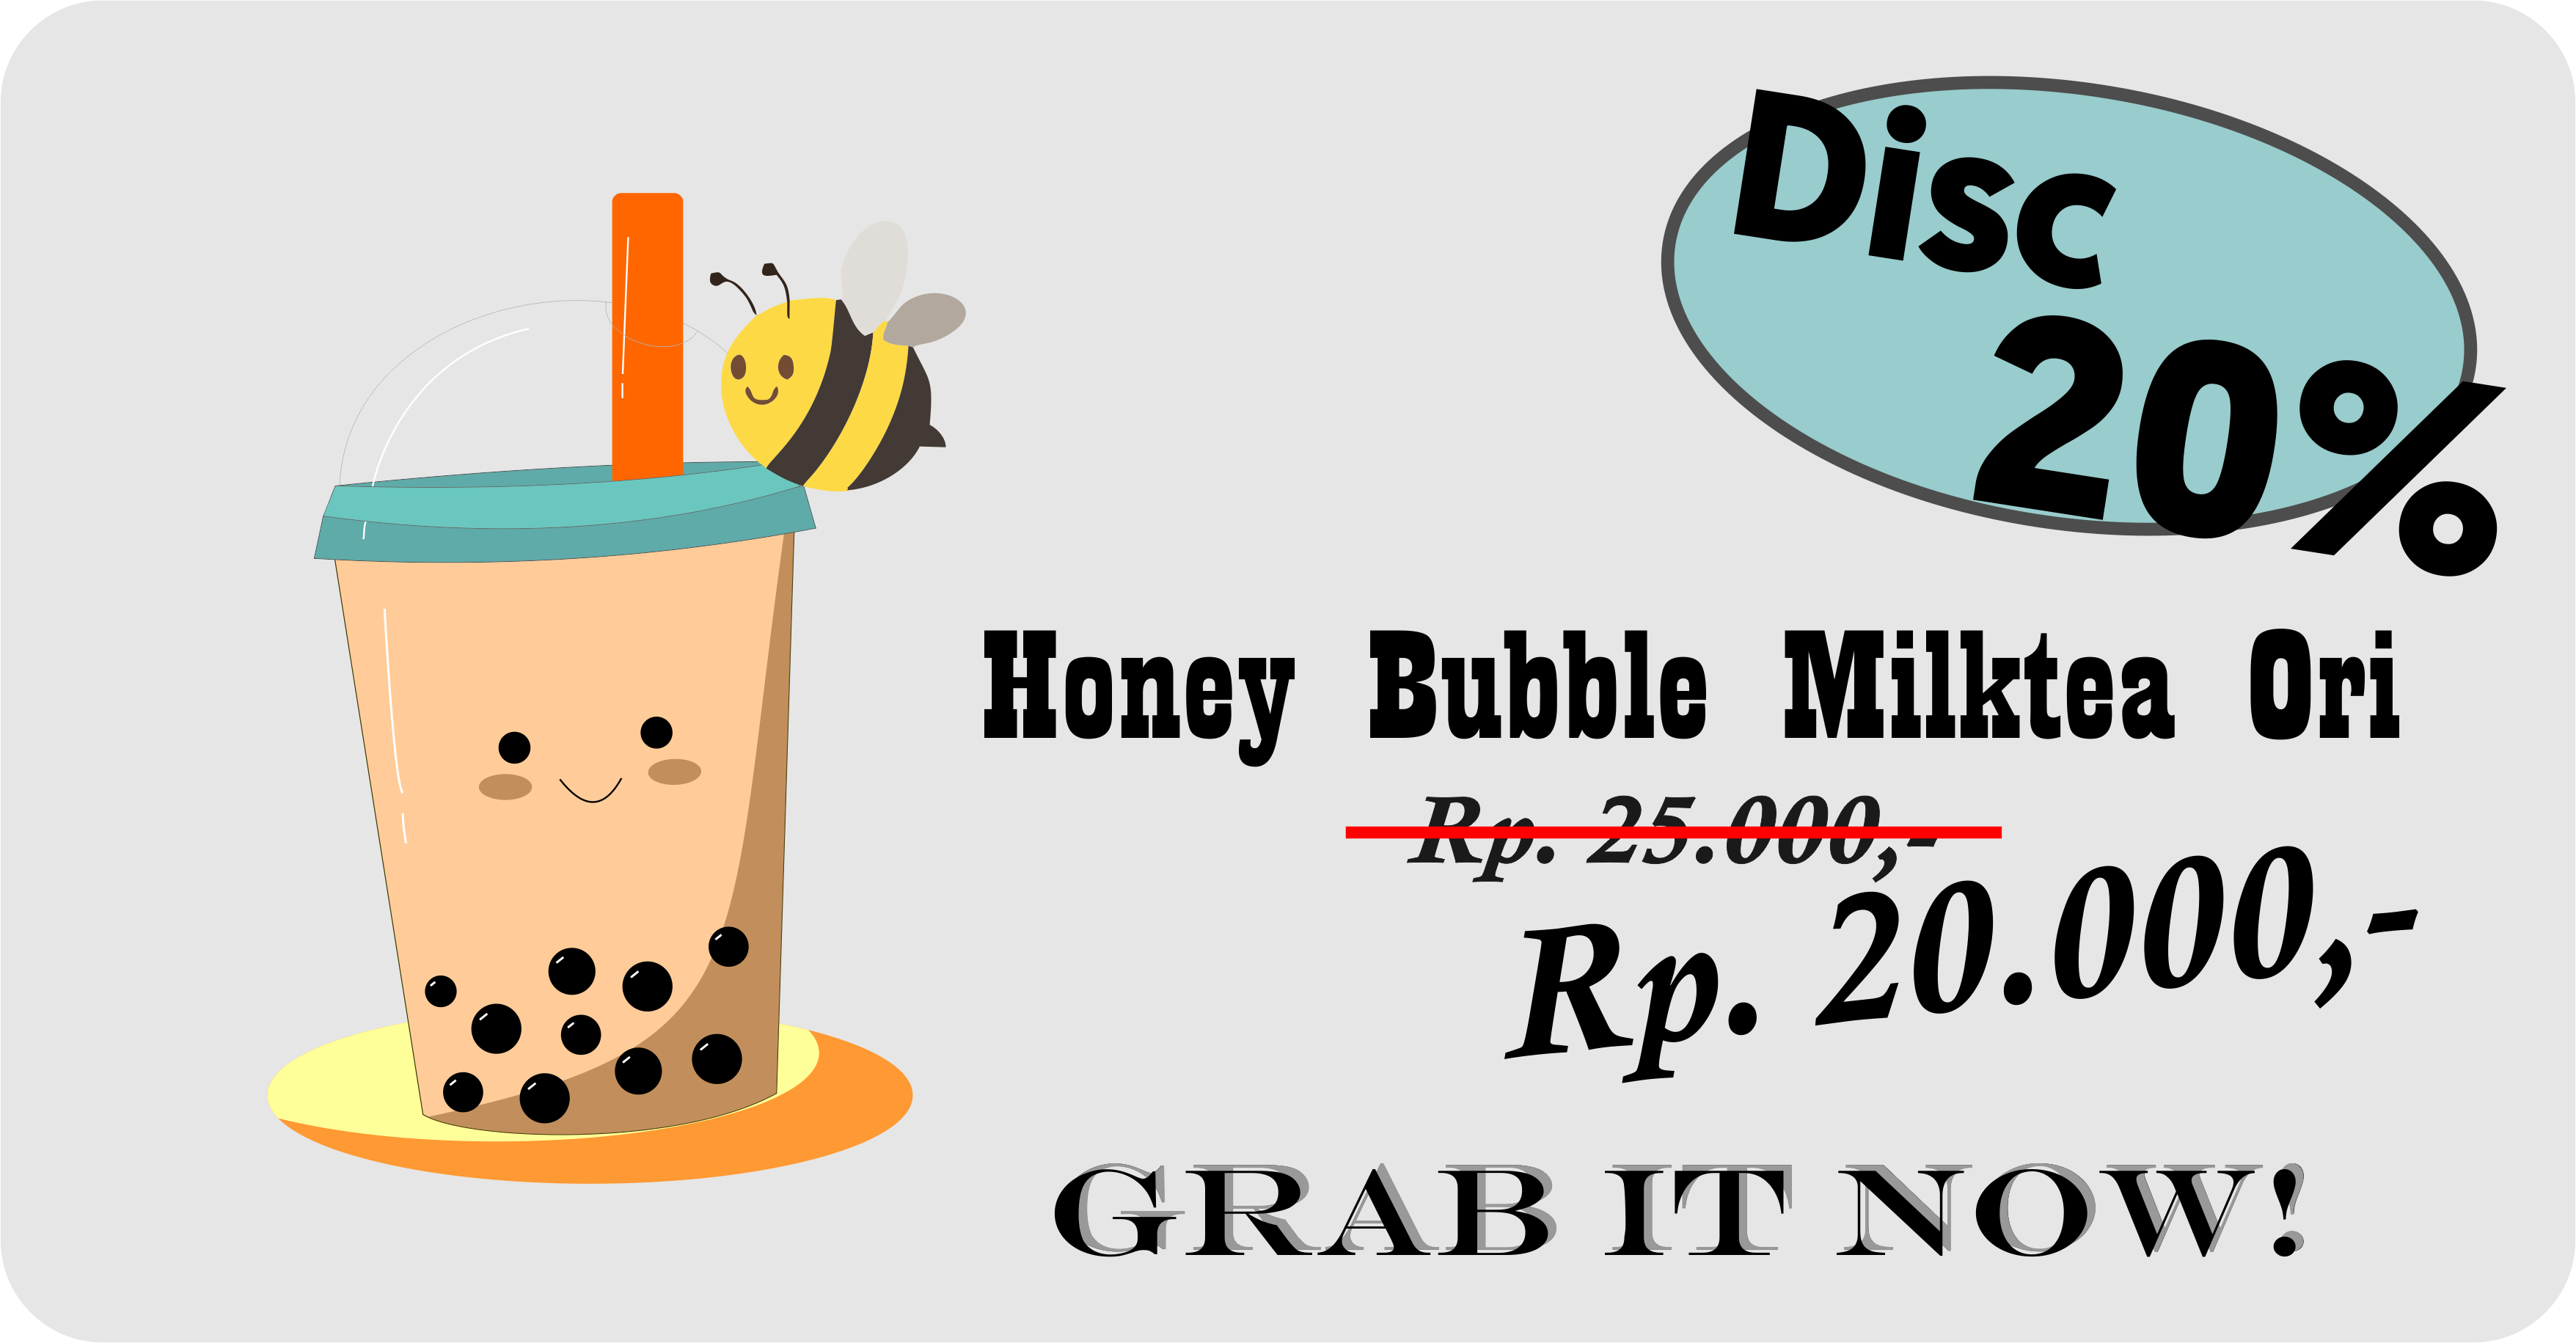 Disc
20%
Honey Bubble Milktea Ori
Rp. 25.000,-
Rp. 20.000,-
GRAB IT NOW!